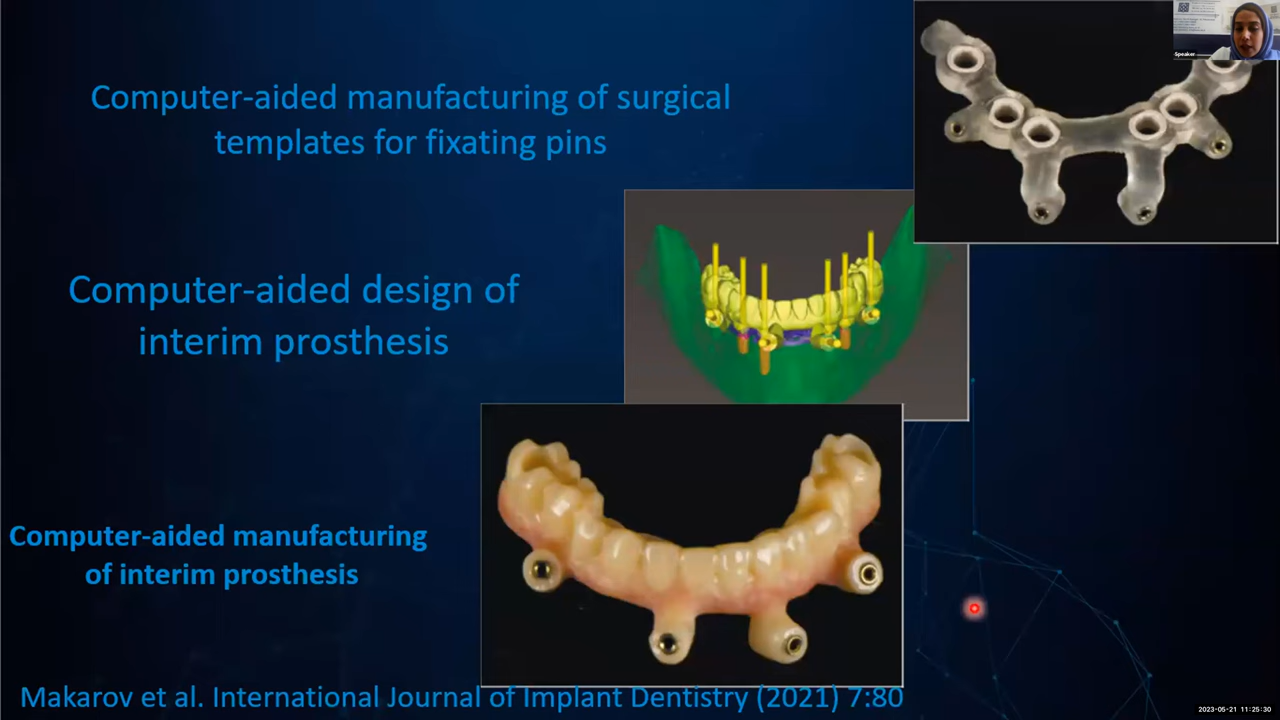 Computer-aided manufacturing of surgical
templates for fixating pins
Speaker
Computer-aided design of
interim prosthesis
Computer-aided manufacturing
of interim prosthesis
Makarov et al. International Journal of Implant Dentistry (2021) 7:80
2023-05-21 11:25:30